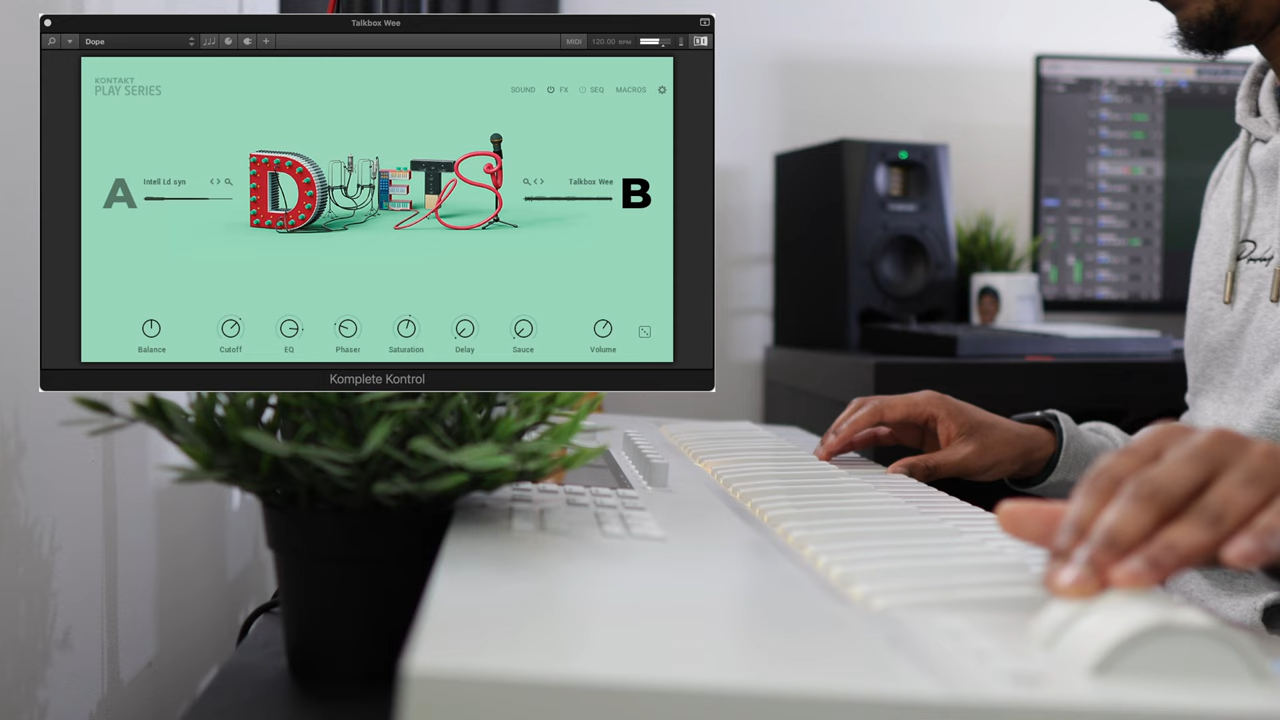 Talkbox Wee
Dope
MIDI 120.00 BPM
KONTAKT
PLAY SERIES
SOUND FX SEQ MACROS
A Intell Ld syn
DUETS
Talkbox Wee B
Balance Cutoff EQ Phaser Saturation Delay Sauce Volume
Komplete Kontrol